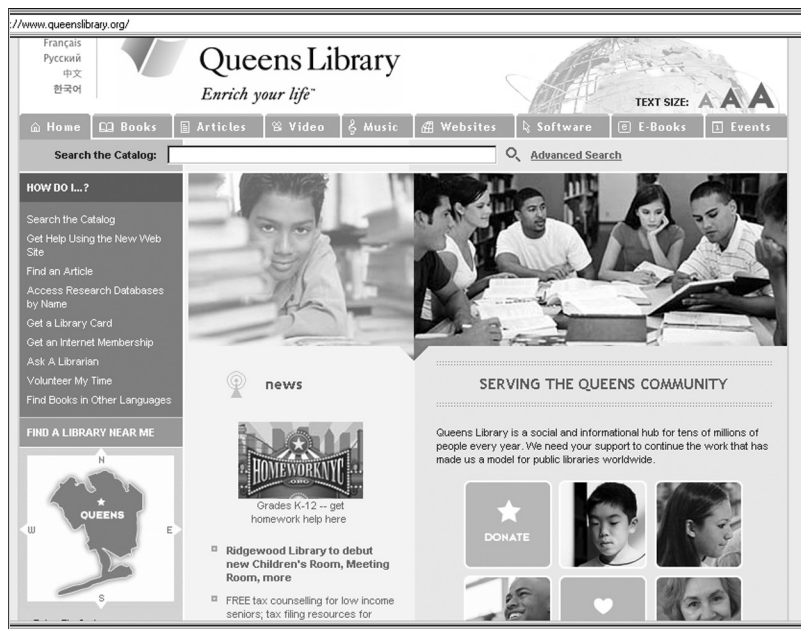 ://www.queenslibrary.org/
Français
Русский
中文
한국어
Queens Library
Enrich your life
TEXT SIZE: A A A
Home
Books
Articles
Video
Music
Websites
Software
E-Books
Events
Search the Catalog:
Advanced Search
HOW DO I...?
Search the Catalog
Get Help Using the New Web
Site
Find an Article
Access Research Databases
by Name
Get a Library Card
Get an Internet Membership
Ask A Librarian
Volunteer My Time
Find Books in Other Languages
FIND A LIBRARY NEAR ME
N
QUEENS
W E
S
news
HOMEWORKNYC
.ORG
Grades K-12 -- get
homework help here
Ridgewood Library to debut
new Children's Room, Meeting
Room, more
FREE tax counselling for low income
seniors; tax filing resources for
SERVING THE QUEENS COMMUNITY
Queens Library is a social and informational hub for tens of millions of
people every year. We need your support to continue the work that has
made us a model for public libraries worldwide.
DONATE